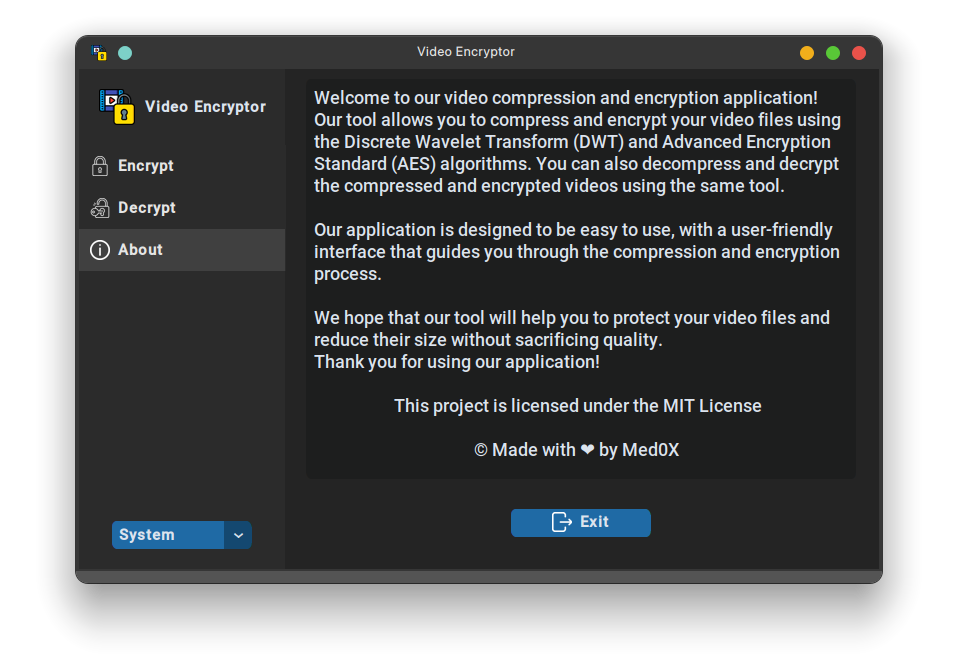 Video Encryptor
Video Encryptor
Encrypt
Decrypt
About
System
Welcome to our video compression and encryption application!
Our tool allows you to compress and encrypt your video files using
the Discrete Wavelet Transform (DWT) and Advanced Encryption
Standard (AES) algorithms. You can also decompress and decrypt
the compressed and encrypted videos using the same tool.
Our application is designed to be easy to use, with a user-friendly
interface that guides you through the compression and encryption
process.
We hope that our tool will help you to protect your video files and
reduce their size without sacrificing quality.
Thank you for using our application!
This project is licensed under the MIT License
© Made with ❤ by Med0X
Exit